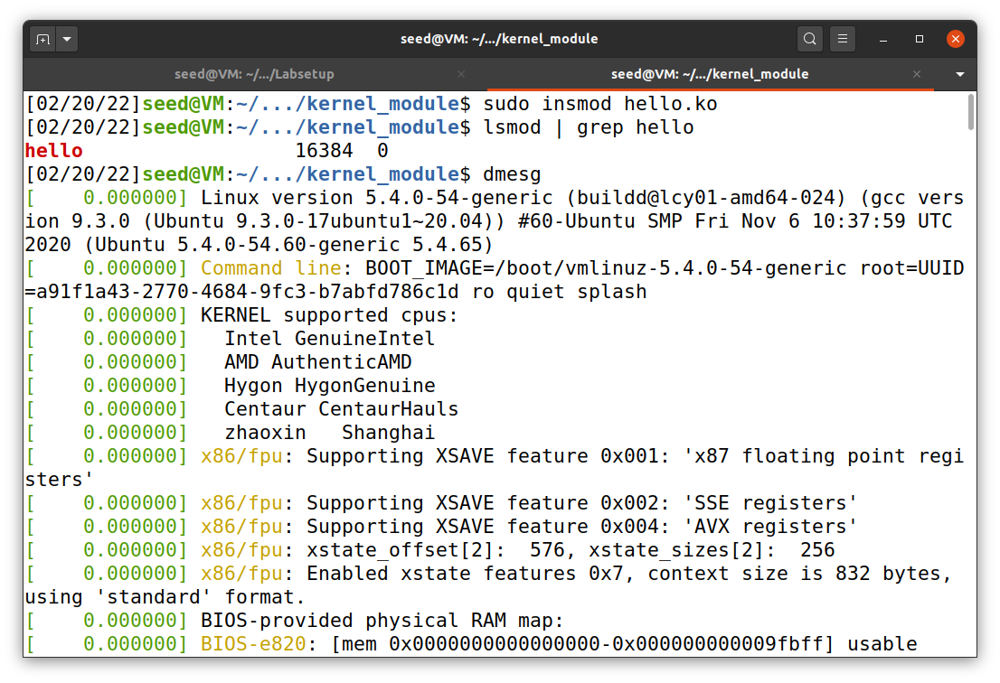 seed@VM: ~/.../kernel_module
seed@VM: ~/.../Labsetup
seed@VM: ~/.../kernel_module
[02/20/22]seed@VM:~/.../kernel_module$ sudo insmod hello.ko
[02/20/22]seed@VM:~/.../kernel_module$ lsmod | grep hello
hello                  16384  0
[02/20/22]seed@VM:~/.../kernel_module$ dmesg
[    0.000000] Linux version 5.4.0-54-generic (buildd@lcy01-amd64-024) (gcc vers
ion 9.3.0 (Ubuntu 9.3.0-17ubuntu1~20.04)) #60-Ubuntu SMP Fri Nov 6 10:37:59 UTC
2020 (Ubuntu 5.4.0-54.60-generic 5.4.65)
[    0.000000] Command line: BOOT_IMAGE=/boot/vmlinuz-5.4.0-54-generic root=UUID
=a91f1a43-2770-4684-9fc3-b7abfd786c1d ro quiet splash
[    0.000000] KERNEL supported cpus:
[    0.000000]   Intel GenuineIntel
[    0.000000]   AMD AuthenticAMD
[    0.000000]   Hygon HygonGenuine
[    0.000000]   Centaur CentaurHauls
[    0.000000]   zhaoxin   Shanghai
[    0.000000] x86/fpu: Supporting XSAVE feature 0x001: 'x87 floating point regi
sters'
[    0.000000] x86/fpu: Supporting XSAVE feature 0x002: 'SSE registers'
[    0.000000] x86/fpu: Supporting XSAVE feature 0x004: 'AVX registers'
[    0.000000] x86/fpu: xstate_offset[2]:  576, xstate_sizes[2]:  256
[    0.000000] x86/fpu: Enabled xstate features 0x7, context size is 832 bytes,
using 'standard' format.
[    0.000000] BIOS-provided physical RAM map:
[    0.000000] BIOS-e820: [mem 0x0000000000000000-0x000000000009fbff] usable